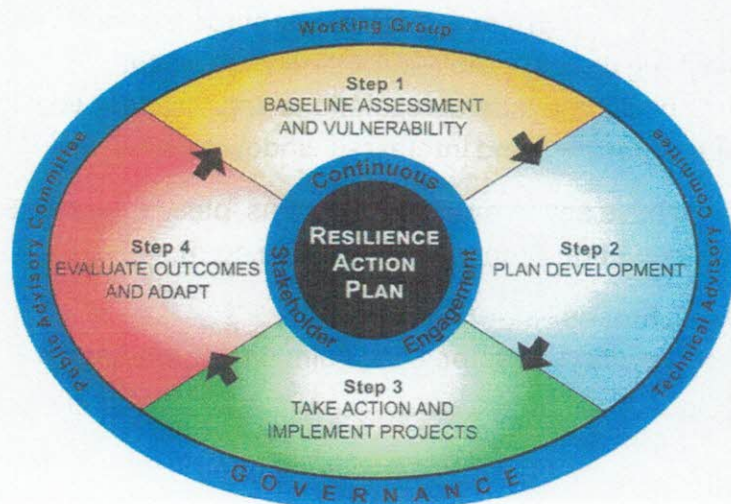 Working Group
Step 1
BASELINE ASSESSMENT
AND VULNERABILITY
Public Advisory Committee
Technical Advisory Committee
Continuous
Stakeholder
Engagement
RESILIENCE
ACTION
PLAN
Step 4
EVALUATE OUTCOMES
AND ADAPT
Step 2
PLAN DEVELOPMENT
Step 3
TAKE ACTION AND
IMPLEMENT PROJECTS
GOVERNANCE